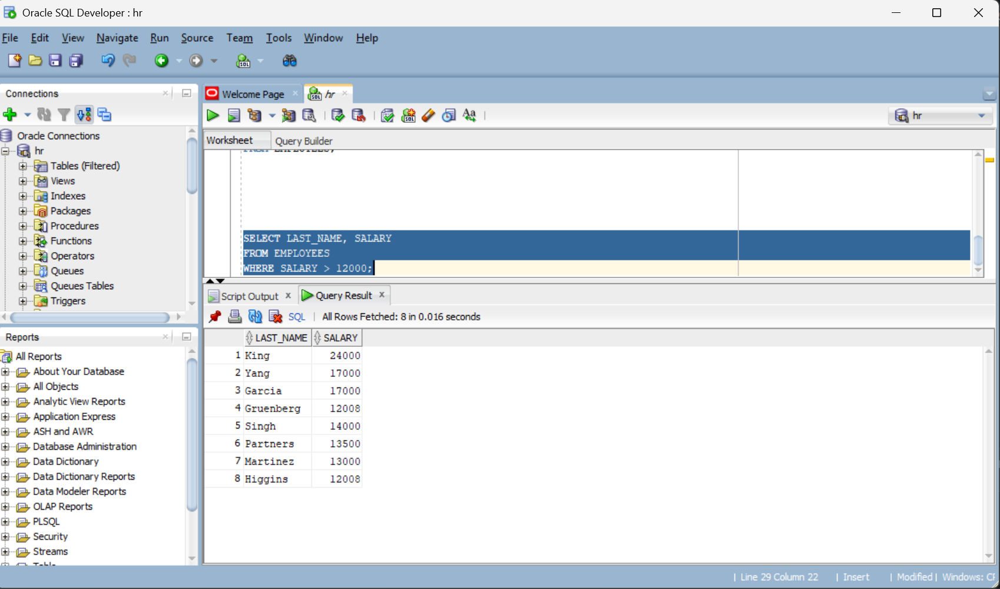 Oracle SQL Developer : hr
File Edit View Navigate Run Source Team Tools Window Help
Connections
Oracle Connections
hr
Tables (Filtered)
Views
Indexes
Packages
Procedures
Functions
Operators
Queues
Queues Tables
Triggers
Reports
All Reports
About Your Database
All Objects
Analytic View Reports
Application Express
ASH and AWR
Database Administration
Data Dictionary
Data Dictionary Reports
Data Modeler Reports
OLAP Reports
PLSQL
Security
Streams
Table
Welcome Page hr
hr
Worksheet Query Builder
FROM EMPLOYEES;
SELECT LAST_NAME, SALARY
FROM EMPLOYEES
WHERE SALARY > 12000;
Script Output Query Result
SQL | All Rows Fetched: 8 in 0.016 seconds
LAST_NAME SALARY
1 King 24000
2 Yang 17000
3 Garcia 17000
4 Gruenberg 12008
5 Singh 14000
6 Partners 13500
7 Martinez 13000
8 Higgins 12008
| Line 29 Column 22 | Insert | Modified | Windows: